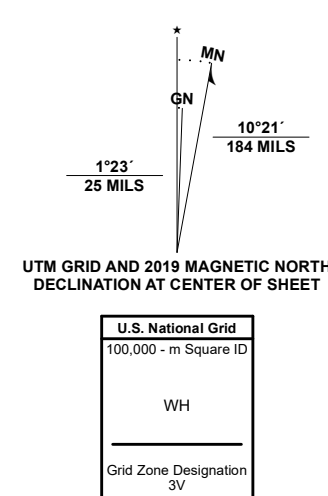 ★
MN
GN
10°21´
184 MILS
1°23´
25 MILS
UTM GRID AND 2019 MAGNETIC NORTH
DECLINATION AT CENTER OF SHEET
U.S. National Grid
100,000 - m Square ID
WH
Grid Zone Designation
3V